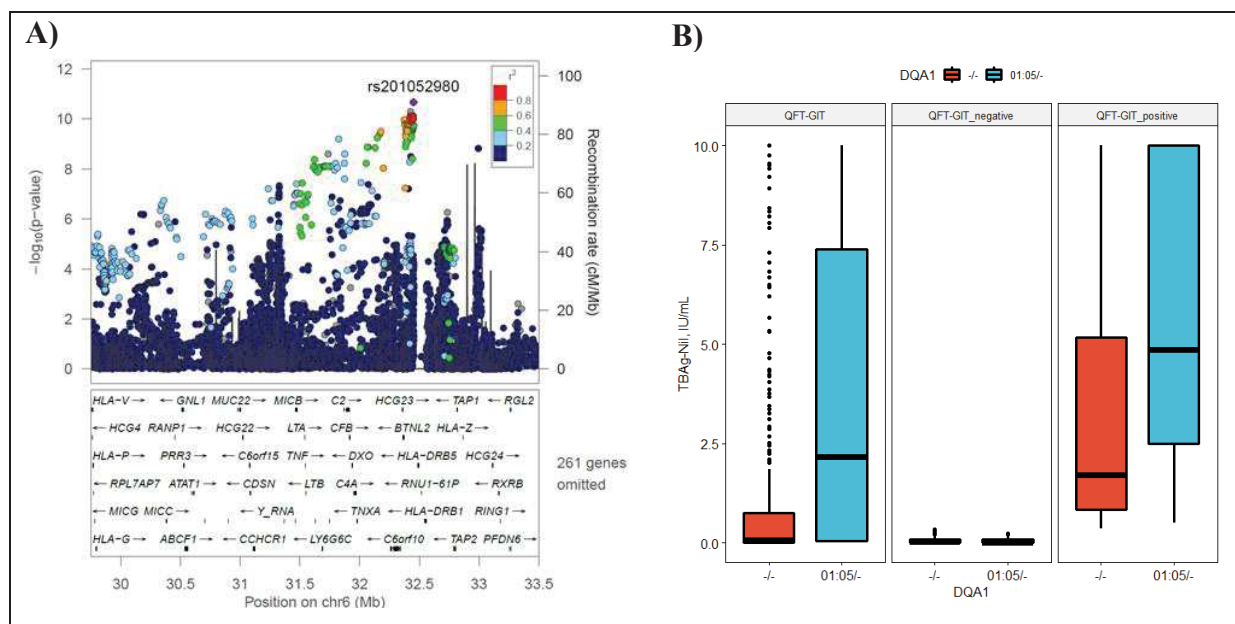 A)
12
10
8
6
4
2
0
−log10(p−value)
rs201052980
r²
0.8
0.6
0.4
0.2
100
80
60
40
20
0
Recombination rate (cM/Mb)
HLA−V GNL1 MUC22 MICB C2 HCG23 TAP1 RGL2
HCG4 RANP1 HCG22 LTA CFB BTNL2 HLA−Z
HLA−P PRR3 C6orf15 TNF DXO HLA−DRB5 HCG24
RPL7AP7 ATAT1 CDSN LTB C4A RNU1−61P RXRB
MICG MICC Y_RNA TNXA HLA−DRB1 RING1
HLA−G ABCF1 CCHCR1 LY6G6C C6orf10 TAP2 PFDN6
261 genes
omitted
30 30.5 31 31.5 32 32.5 33 33.5
Position on chr6 (Mb)
B)
DQA1 -/- 01:05/-
QFT-GIT QFT-GIT_negative QFT-GIT_positive
10.0
7.5
5.0
2.5
0.0
TBAg-Nil, IU/mL
-/- 01:05/- -/- 01:05/- -/- 01:05/-
DQA1